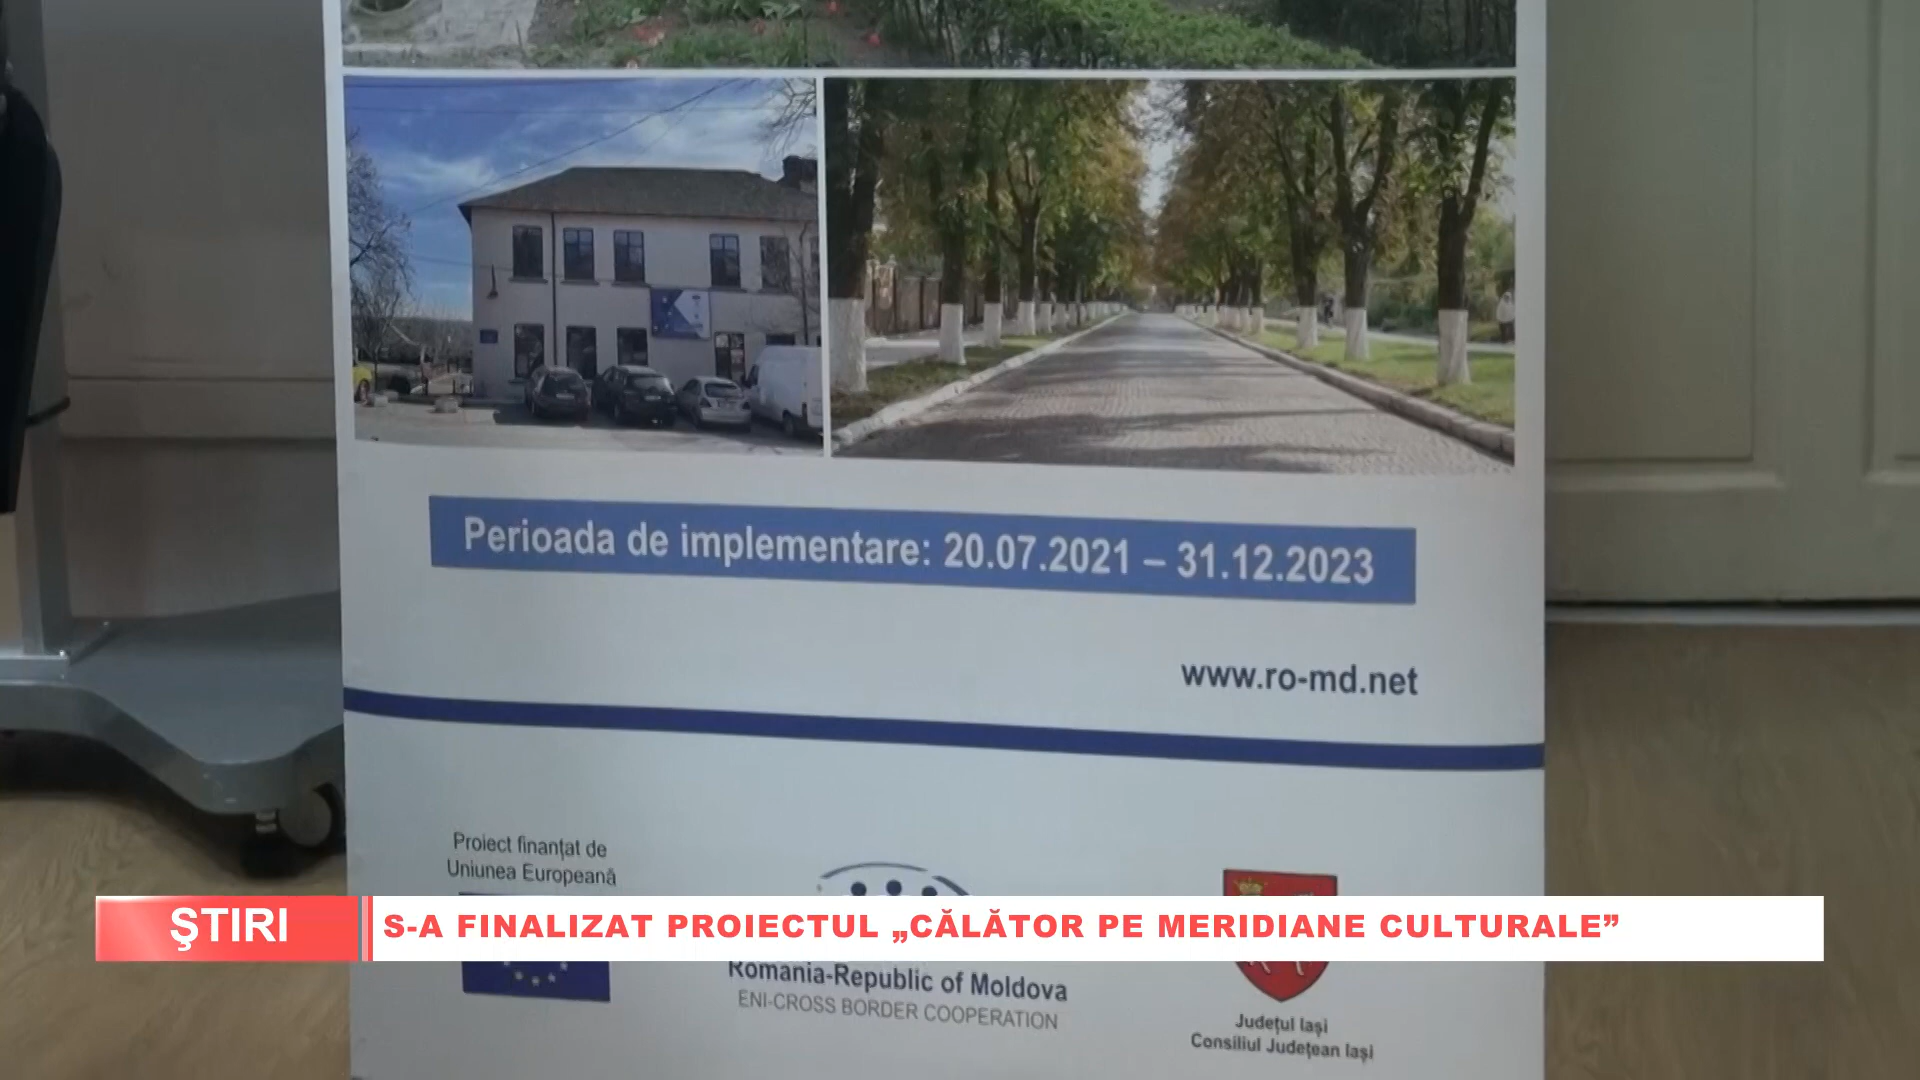 Perioada de implementare: 20.07.2021 – 31.12.2023
www.ro-md.net
Proiect finanțat de
Uniunea Europeană
ŞTIRI
S-A FINALIZAT PROIECTUL „CĂLĂTOR PE MERIDIANE CULTURALE”
Romania-Republic of Moldova
ENI-CROSS BORDER COOPERATION
Județul Iași
Consiliul Județean Iași